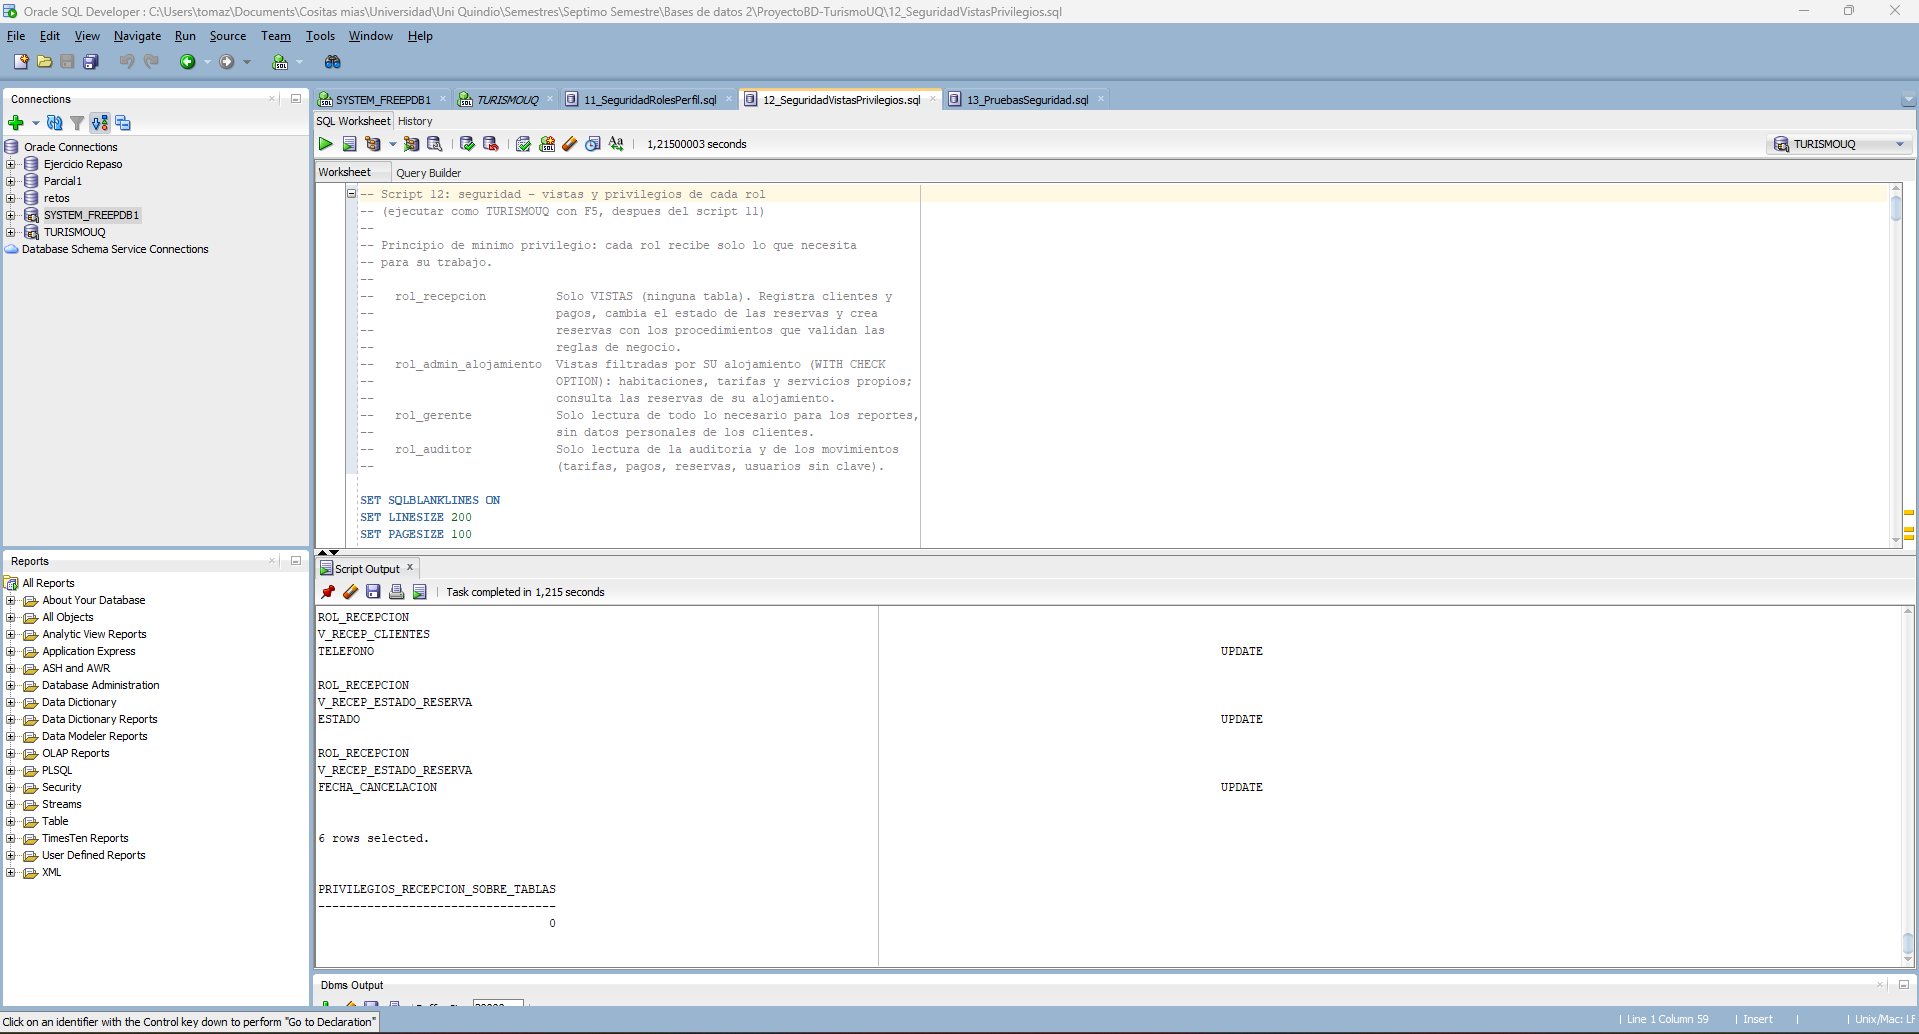 Oracle SQL Developer : C:\Users\tomaz\Documents\Cositas mias\Universidad\Uni Quindio\Semestres\Septimo Semestre\Bases de datos 2\ProyectoBD-TurismoUQ\12_SeguridadVistasPrivilegios.sql
File Edit View Navigate Run Source Team Tools Window Help
Connections
Oracle Connections
Ejercicio Repaso
Parcial1
retos
SYSTEM_FREEPDB1
TURISMOUQ
Database Schema Service Connections
Reports
All Reports
About Your Database
All Objects
Analytic View Reports
Application Express
ASH and AWR
Database Administration
Data Dictionary
Data Dictionary Reports
Data Modeler Reports
OLAP Reports
PLSQL
Security
Streams
Table
TimesTen Reports
User Defined Reports
XML
SYSTEM_FREEPDB1 TURISMOUQ 11_SeguridadRolesPerfil.sql 12_SeguridadVistasPrivilegios.sql 13_PruebasSeguridad.sql
SQL Worksheet History
1,21500003 seconds
TURISMOUQ
Worksheet Query Builder
-- Script 12: seguridad - vistas y privilegios de cada rol
-- (ejecutar como TURISMOUQ con F5, despues del script 11)
--
-- Principio de minimo privilegio: cada rol recibe solo lo que necesita
-- para su trabajo.
--
-- rol_recepcion Solo VISTAS (ninguna tabla). Registra clientes y
-- pagos, cambia el estado de las reservas y crea
-- reservas con los procedimientos que validan las
-- reglas de negocio.
-- rol_admin_alojamiento Vistas filtradas por SU alojamiento (WITH CHECK
-- OPTION): habitaciones, tarifas y servicios propios;
-- consulta las reservas de su alojamiento.
-- rol_gerente Solo lectura de todo lo necesario para los reportes,
-- sin datos personales de los clientes.
-- rol_auditor Solo lectura de la auditoria y de los movimientos
-- (tarifas, pagos, reservas, usuarios sin clave).
SET SQLBLANKLINES ON
SET LINESIZE 200
SET PAGESIZE 100
Script Output
Task completed in 1,215 seconds
ROL_RECEPCION
V_RECEP_CLIENTES
TELEFONO UPDATE
ROL_RECEPCION
V_RECEP_ESTADO_RESERVA
ESTADO UPDATE
ROL_RECEPCION
V_RECEP_ESTADO_RESERVA
FECHA_CANCELACION UPDATE
6 rows selected.
PRIVILEGIOS_RECEPCION_SOBRE_TABLAS
----------------------------------
0
Dbms Output
Click on an identifier with the Control key down to perform "Go to Declaration"
Line 1 Column 59 Insert Unix/Mac: LF